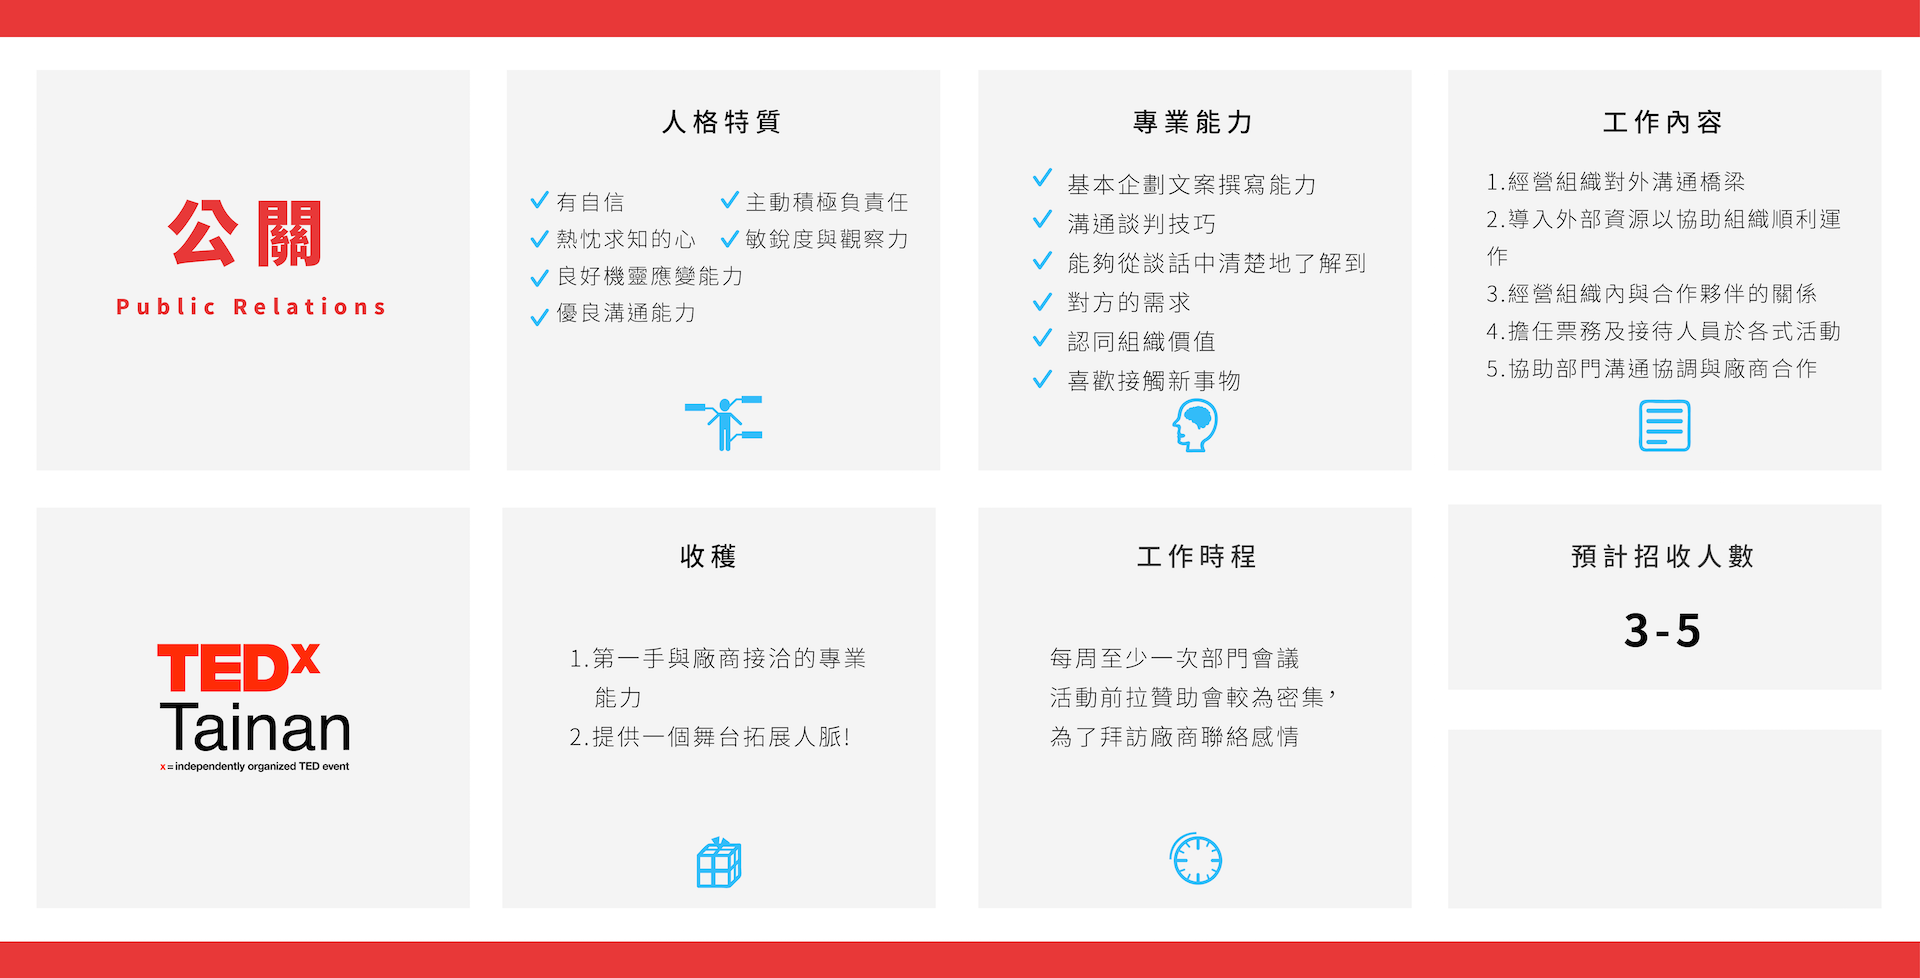 公關
Public Relations
人格特質
有自信
主動積極負責任
熱忱求知的心
敏銳度與觀察力
良好機靈應變能力
優良溝通能力
專業能力
基本企劃文案撰寫能力
溝通談判技巧
能夠從談話中清楚地了解到
對方的需求
認同組織價值
喜歡接觸新事物
工作內容
1.經營組織對外溝通橋梁
2.導入外部資源以協助組織順利運
作
3.經營組織內與合作夥伴的關係
4.擔任票務及接待人員於各式活動
5.協助部門溝通協調與廠商合作
TEDx
Tainan
x = independently organized TED event
收穫
1.第一手與廠商接洽的專業
能力
2.提供一個舞台拓展人脈!
工作時程
每周至少一次部門會議
活動前拉贊助會較為密集，
為了拜訪廠商聯絡感情
預計招收人數
3-5